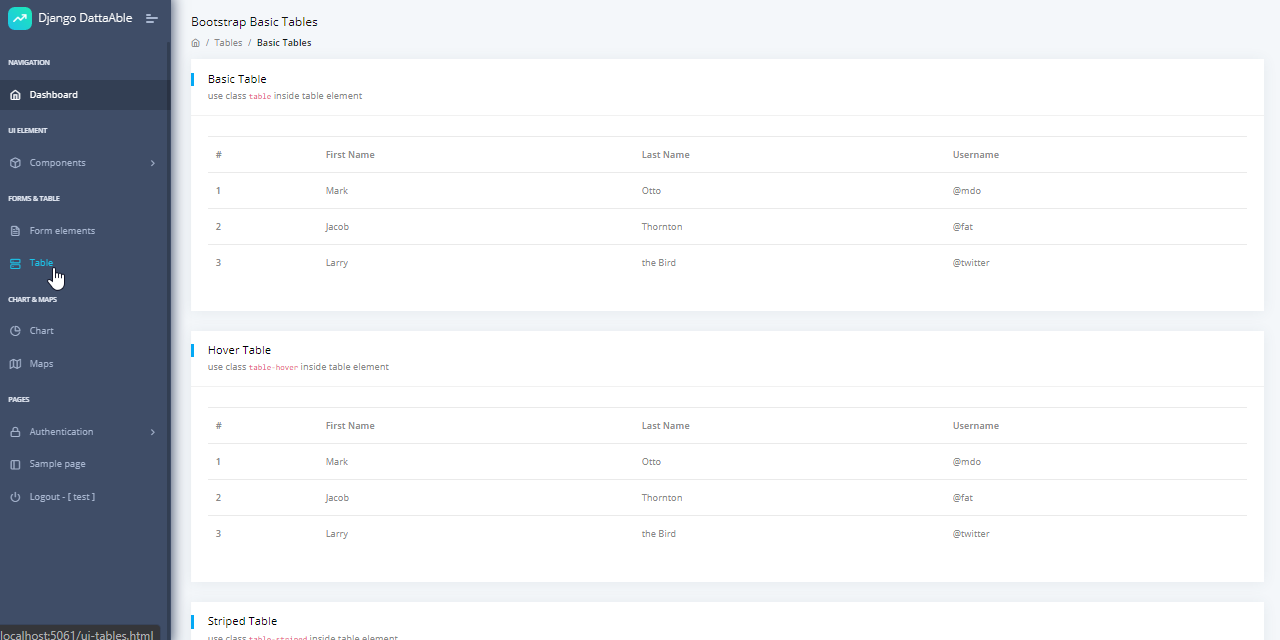 Django DattaAble
NAVIGATION
Dashboard
UI ELEMENT
Components
FORMS & TABLE
Form elements
Table
CHART & MAPS
Chart
Maps
PAGES
Authentication
Sample page
Logout - [ test ]
localhost:5061/ui-tables.html
Bootstrap Basic Tables
/ Tables / Basic Tables
Basic Table
use class table inside table element
# First Name Last Name Username
1 Mark Otto @mdo
2 Jacob Thornton @fat
3 Larry the Bird @twitter
Hover Table
use class table-hover inside table element
# First Name Last Name Username
1 Mark Otto @mdo
2 Jacob Thornton @fat
3 Larry the Bird @twitter
Striped Table
use class table-striped inside table element